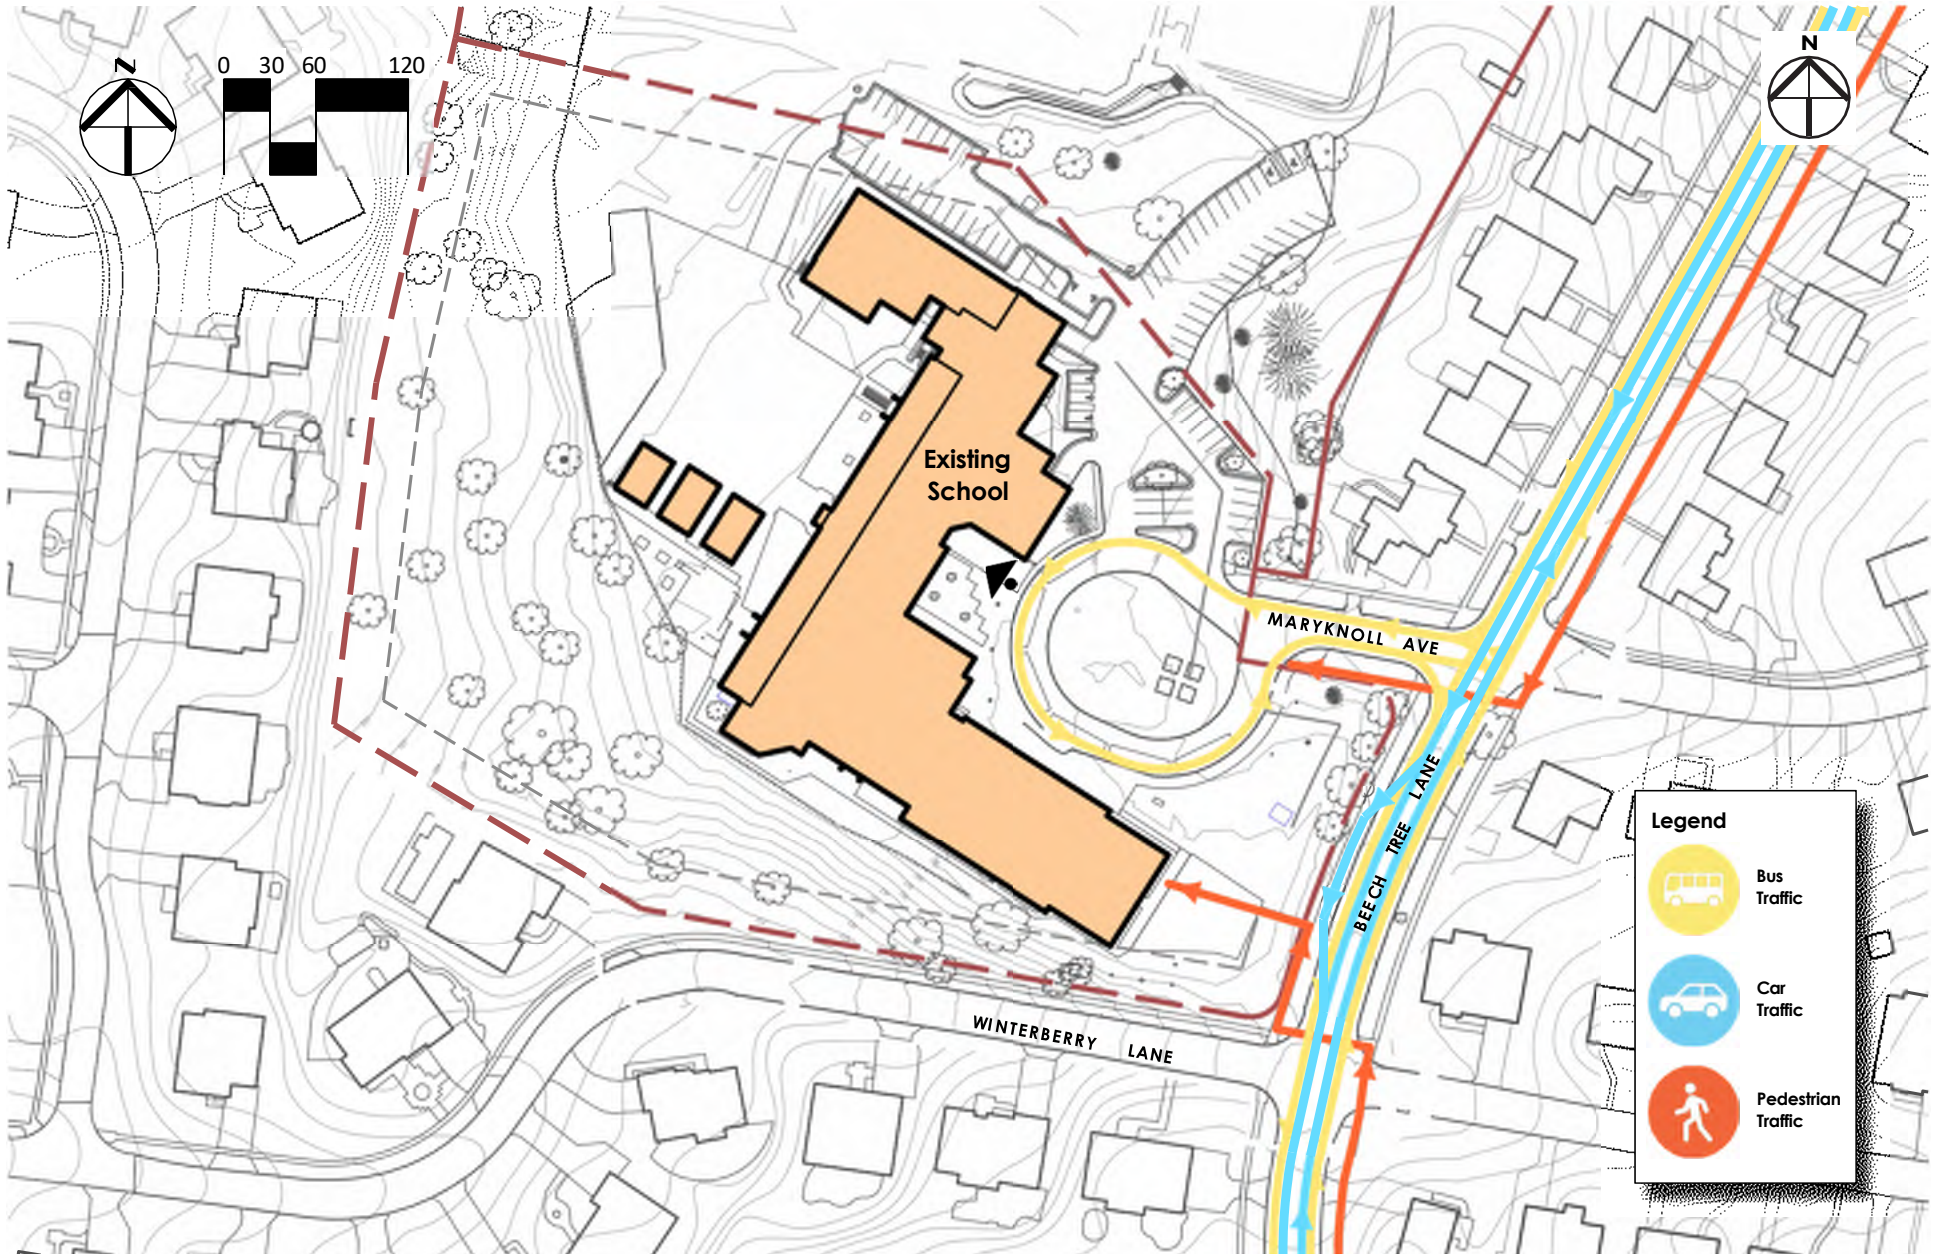 N
0 30 60 120
N
Existing
School
MARYKNOLL AVE
BEECH TREE LANE
WINTERBERRY LANE
Legend
Bus
Traffic
Car
Traffic
Pedestrian
Traffic